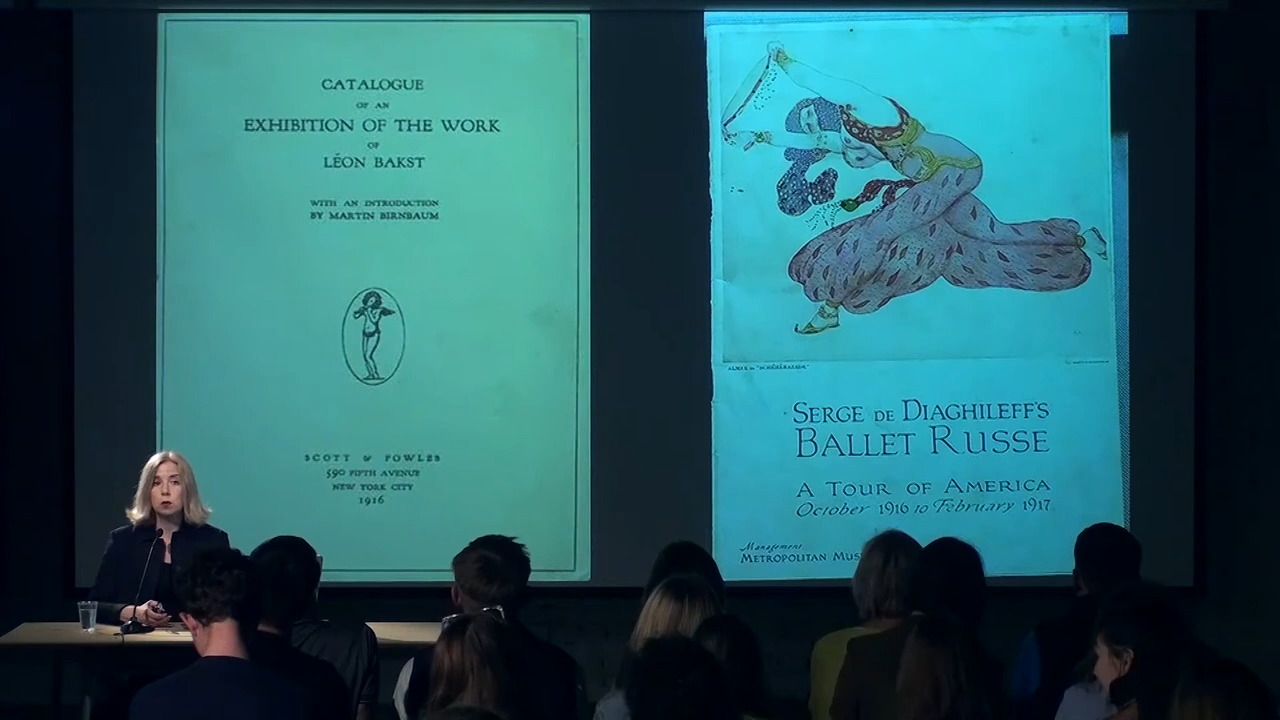 CATALOGUE
OF AN
EXHIBITION OF THE WORK
OF
LÉON BAKST
WITH AN INTRODUCTION
BY MARTIN BIRNBAUM
SCOTT & FOWLES
590 FIFTH AVENUE
NEW YORK CITY
1916
SERGE DE DIAGHILEFF'S
BALLET RUSSE
A TOUR OF AMERICA
October 1916 to February 1917
Management
METROPOLITAN